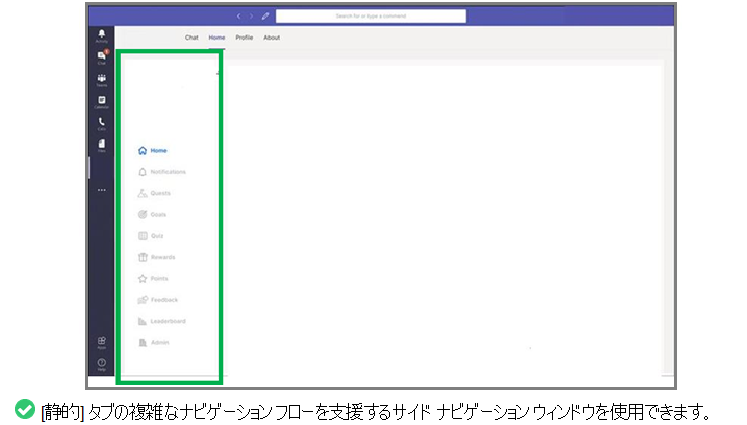 Search for or type a command
Chat Home Profile About
Activity
Chat
Teams
Calendar
Calls
Files
Home
Notifications
Quests
Goals
Quiz
Rewards
Points
Feedback
Leaderboard
Admin
Apps
Help
[静的] タブの複雑なナビゲーション フローを支援するサイド ナビゲーション ウィンドウを使用できます。